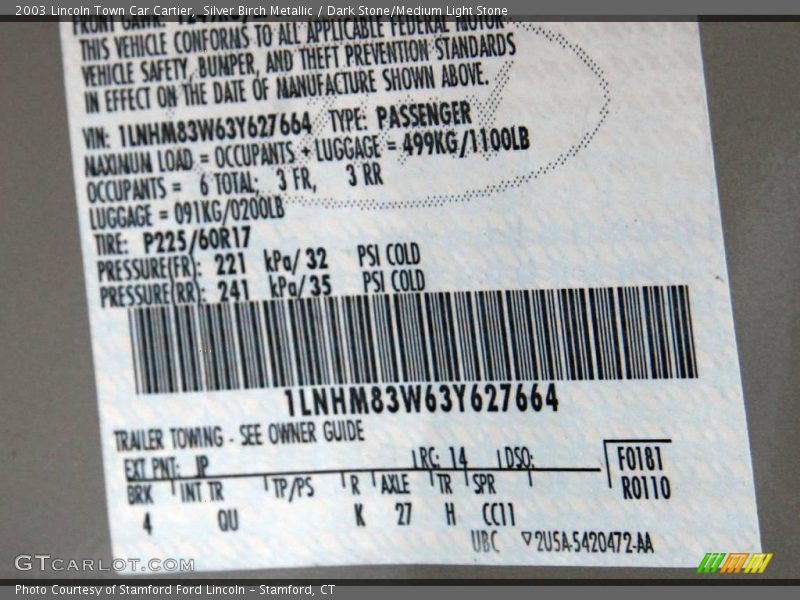 2003 Lincoln Town Car Cartier, Silver Birch Metallic / Dark Stone/Medium Light Stone
THIS VEHICLE CONFORMS TO ALL APPLICABLE FEDERAL MOTOR
VEHICLE SAFETY, BUMPER, AND THEFT PREVENTION STANDARDS
IN EFFECT ON THE DATE OF MANUFACTURE SHOWN ABOVE.
VIN: 1LNHM83W63Y627664 TYPE: PASSENGER
MAXIMUM LOAD = OCCUPANTS + LUGGAGE = 499KG/1100LB
OCCUPANTS = 6 TOTAL; 3 FR, 3 RR
LUGGAGE = 091KG/0200LB
TIRE: P225/60R17
PRESSURE(FR): 221 kPa/ 32 PSI COLD
PRESSURE(RR): 241 kPa/ 35 PSI COLD
1LNHM83W63Y627664
TRAILER TOWING - SEE OWNER GUIDE
EXT PNT: JP RC: 14 DSO: F0181
BRK INT TR TP/PS R AXLE TR SPR R0110
4 QU K 27 H CC11
UBC ▽2U5A-5420472-AA
GTCARLOT.COM
Photo Courtesy of Stamford Ford Lincoln - Stamford, CT